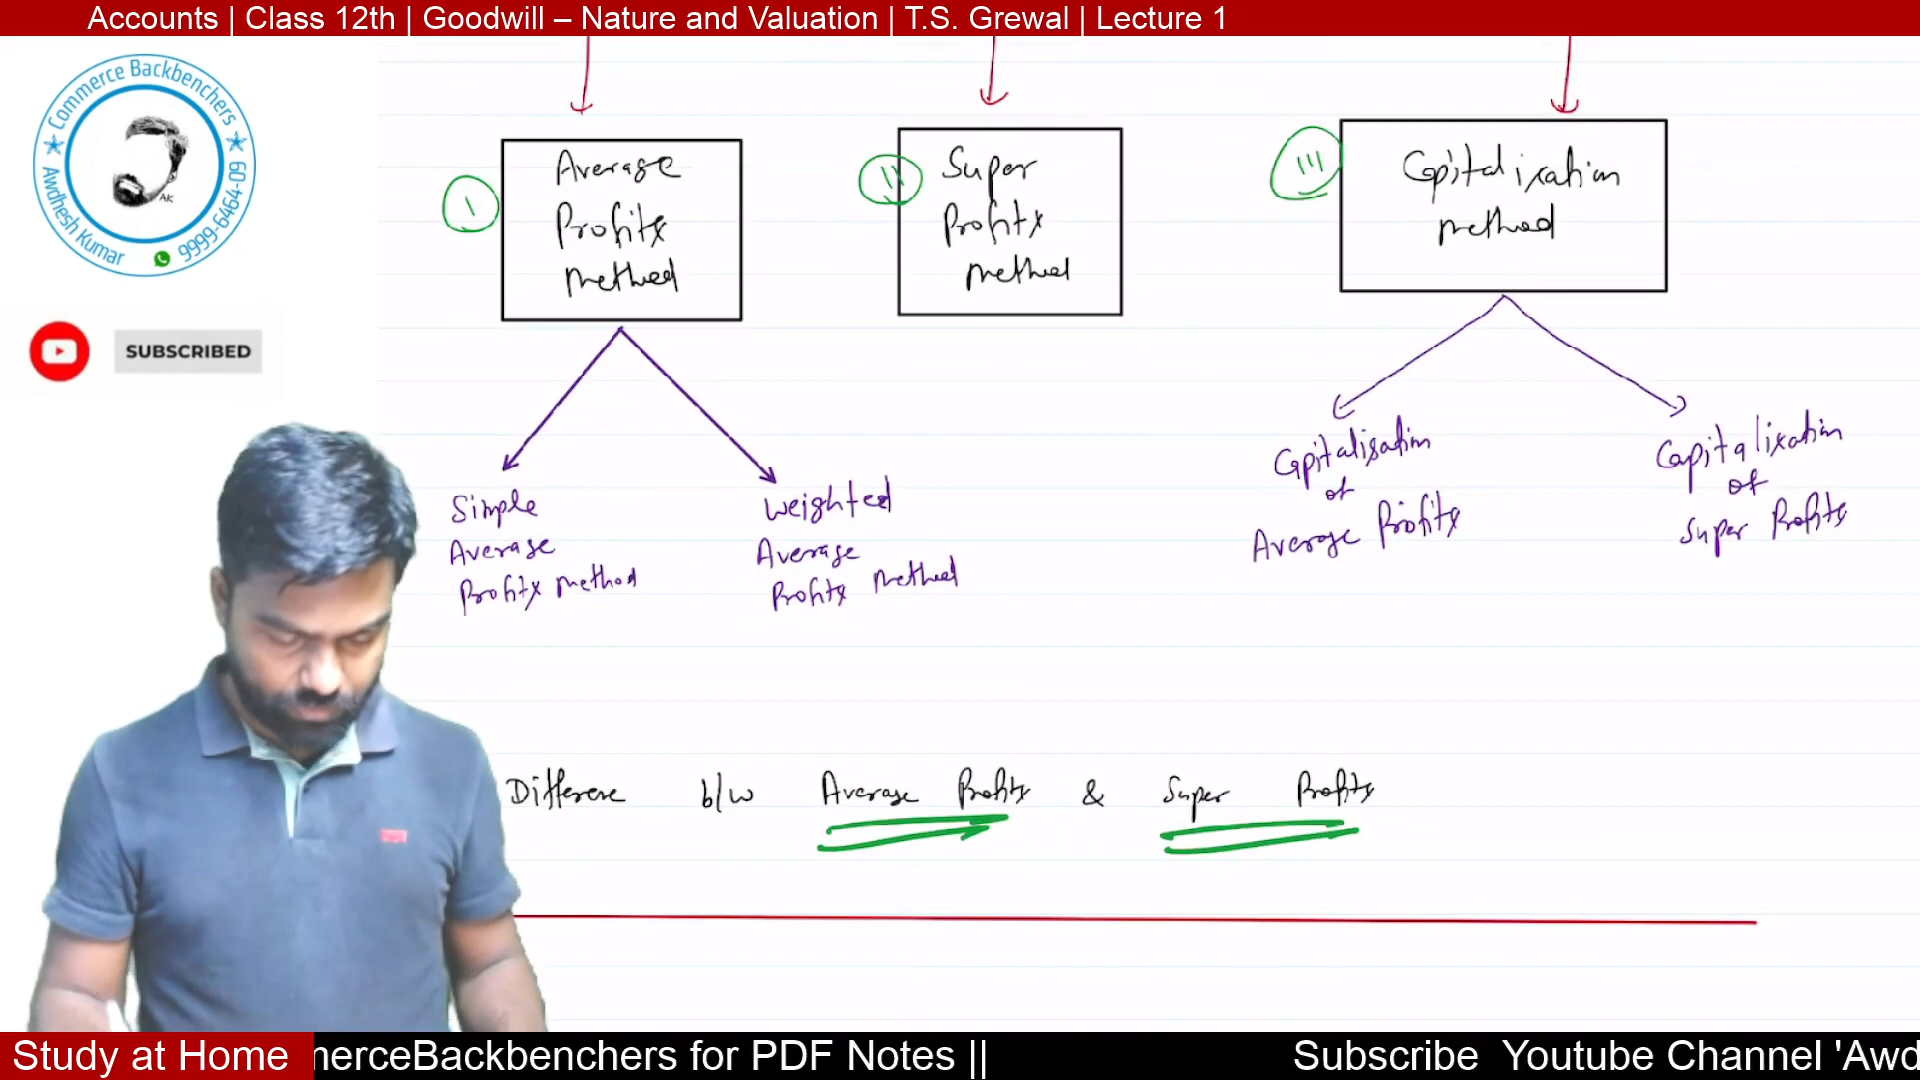 Accounts | Class 12th | Goodwill – Nature and Valuation | T.S. Grewal | Lecture 1
Commerce Backbenchers
Awdhesh Kumar
9999-6464-09
AK
SUBSCRIBED
I
Average
Profits
Method
II
Super
Profits
Method
III
Capitalisation
Method
Simple
Average
Profits Method
Weighted
Average
Profits Method
Capitalisation
of
Average Profits
Capitalisation
of
Super Profits
Difference b/w Average Profits & Super Profits
Study at Home
merceBackbenchers for PDF Notes ||
Subscribe Youtube Channel 'Awd